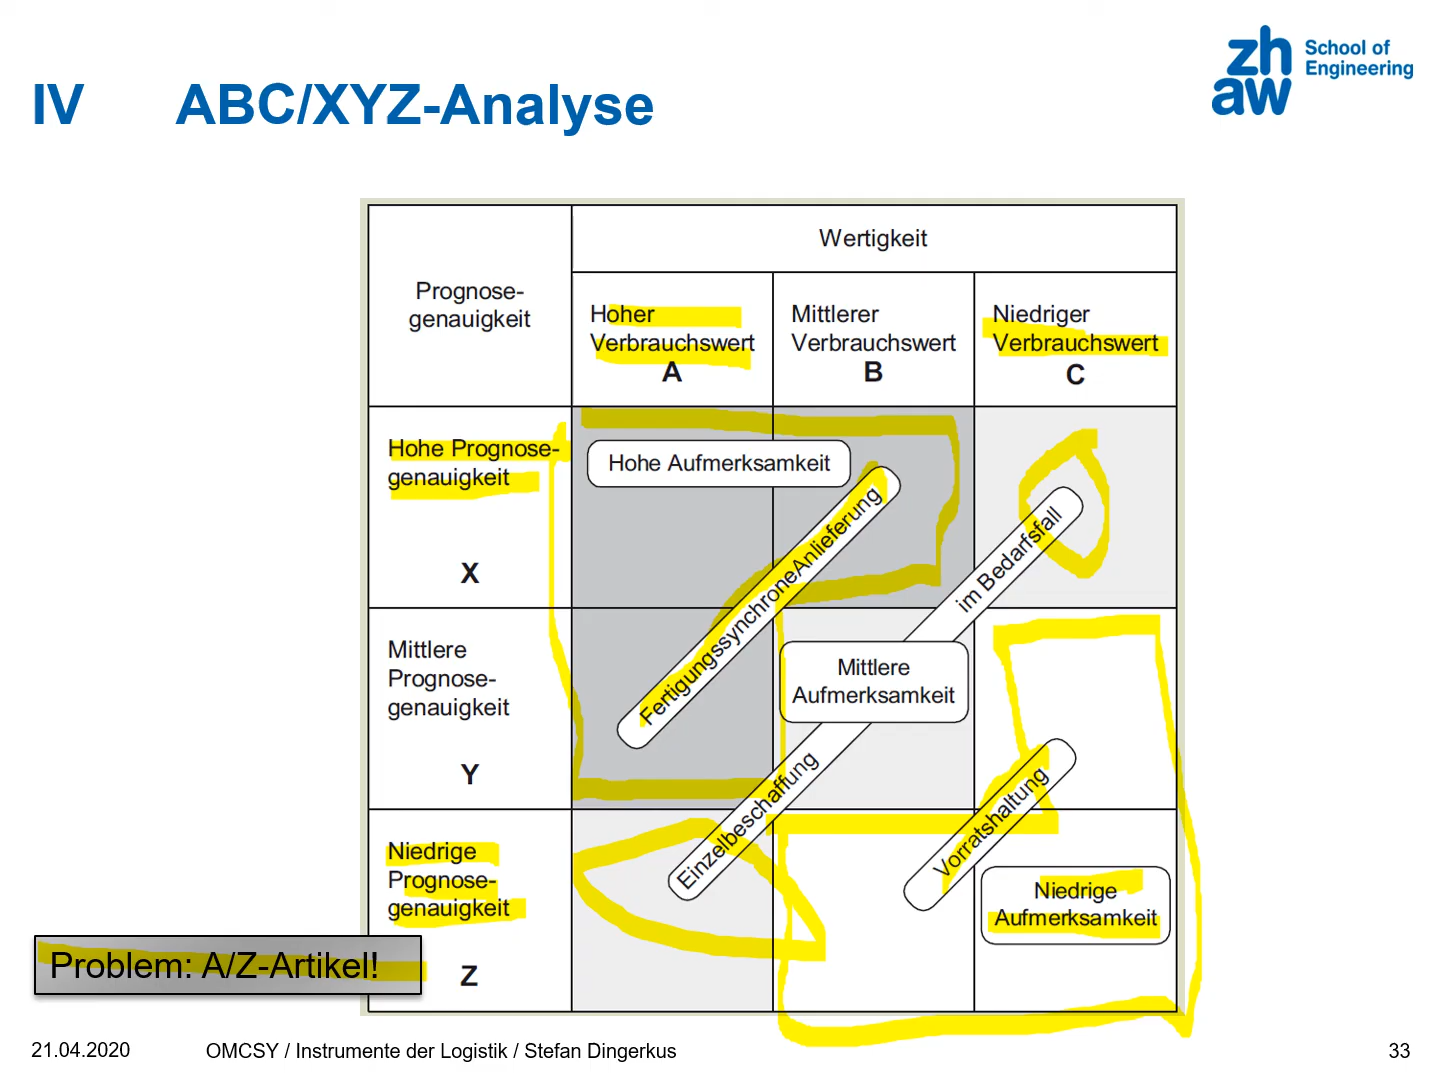 zh
aw
School of
Engineering
IV ABC/XYZ-Analyse
Wertigkeit
Prognose-
genauigkeit
Hoher
Verbrauchswert
A
Mittlerer
Verbrauchswert
B
Niedriger
Verbrauchswert
C
Hohe Prognose-
genauigkeit
X
Hohe Aufmerksamkeit
FertigungssynchroneAnlieferung
im Bedarfsfall
Mittlere
Prognose-
genauigkeit
Y
Mittlere
Aufmerksamkeit
Einzelbeschaffung
Vorratshaltung
Niedrige
Prognose-
genauigkeit
Z
Niedrige
Aufmerksamkeit
Problem: A/Z-Artikel!
21.04.2020 OMCSY / Instrumente der Logistik / Stefan Dingerkus 33